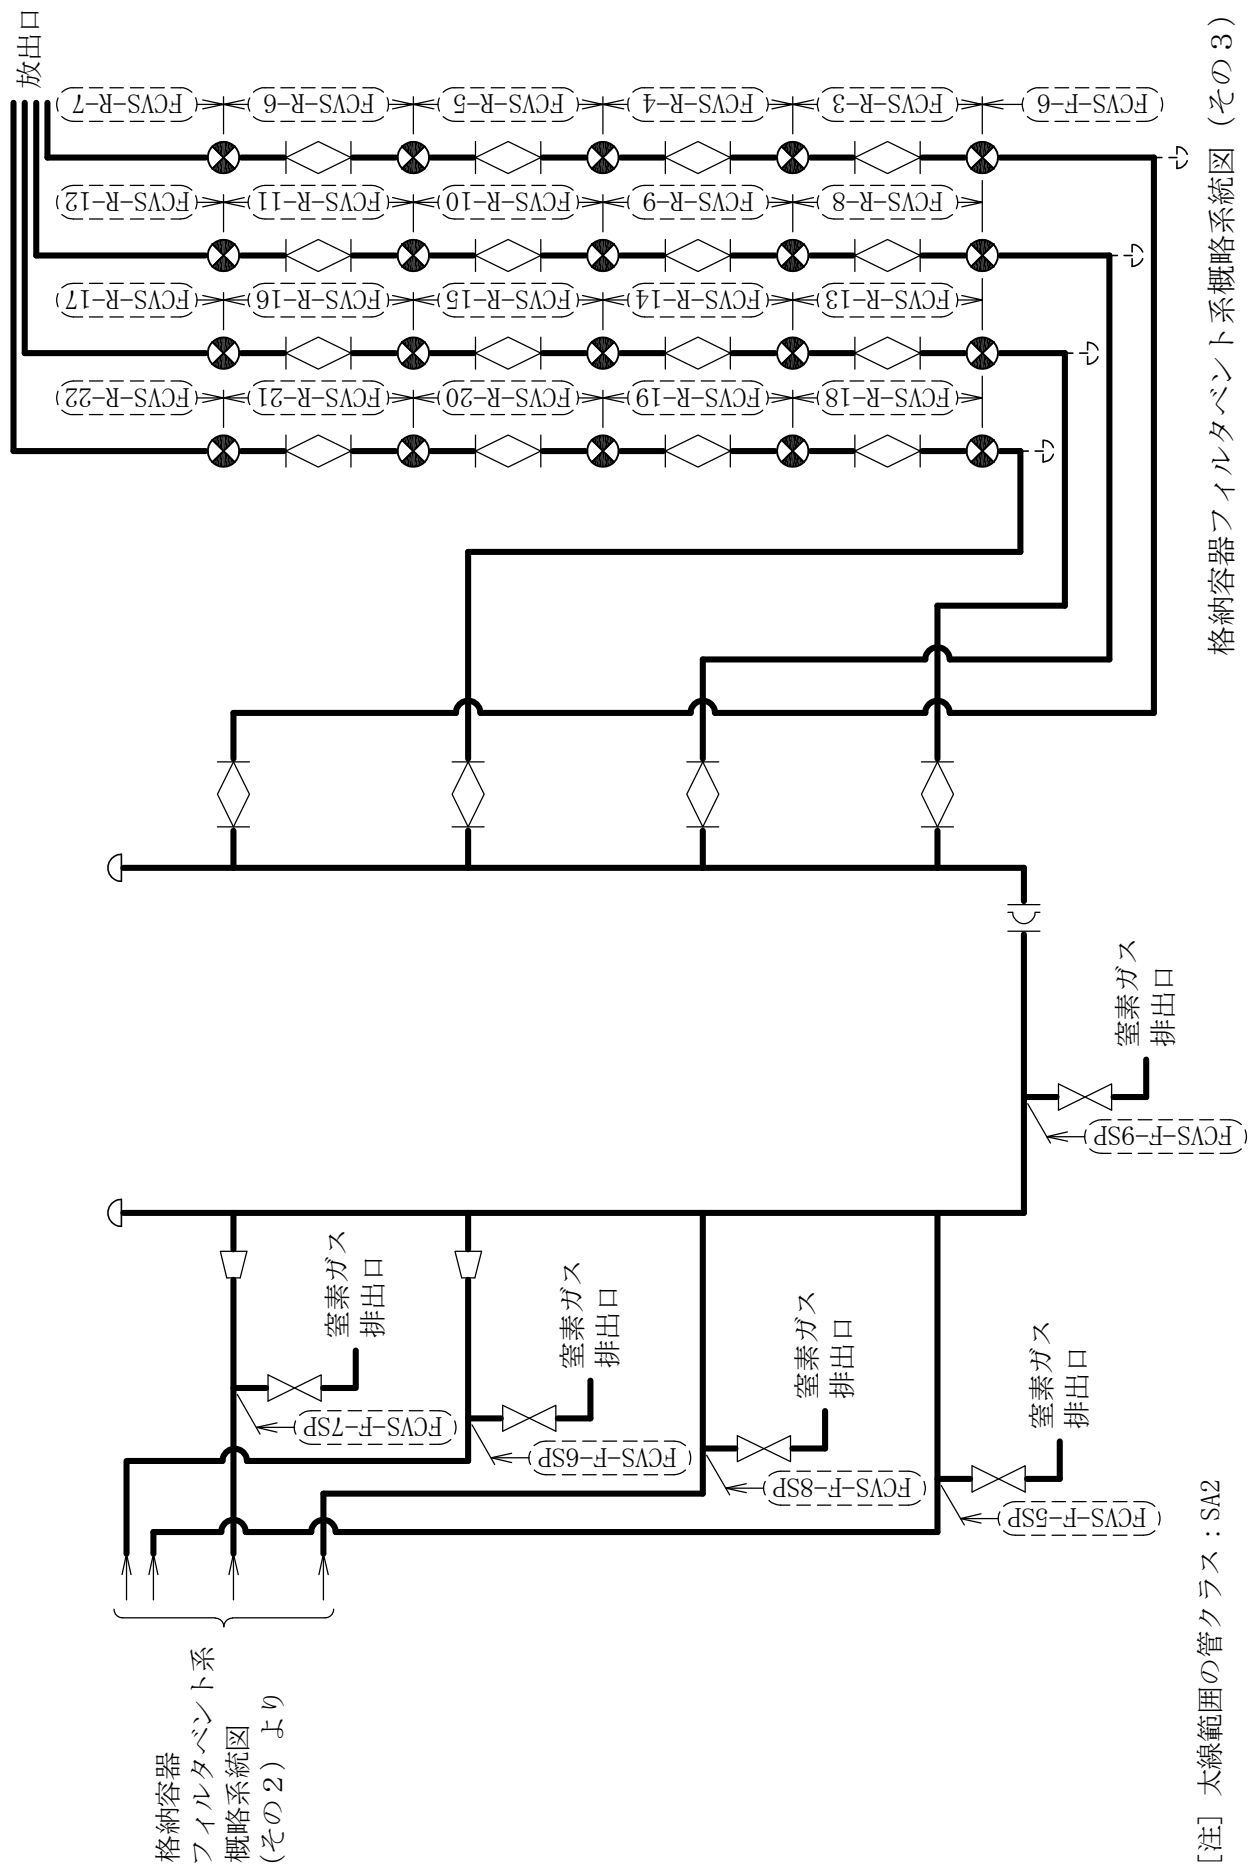 格納容器フィルタベント系概略系統図（その３）
放出口
FCVS-R-7
FCVS-R-6
FCVS-R-5
FCVS-R-4
FCVS-R-3
FCVS-F-6
FCVS-R-12
FCVS-R-11
FCVS-R-10
FCVS-R-9
FCVS-R-8
FCVS-R-17
FCVS-R-16
FCVS-R-15
FCVS-R-14
FCVS-R-13
FCVS-R-22
FCVS-R-21
FCVS-R-20
FCVS-R-19
FCVS-R-18
格納容器
フィルタベント系
概略系統図
(その２）より
FCVS-F-7SP
窒素ガス
排出口
FCVS-F-6SP
窒素ガス
排出口
FCVS-F-8SP
窒素ガス
排出口
FCVS-F-5SP
窒素ガス
排出口
FCVS-F-9SP
窒素ガス
排出口
[注] 太線範囲の管クラス：SA2